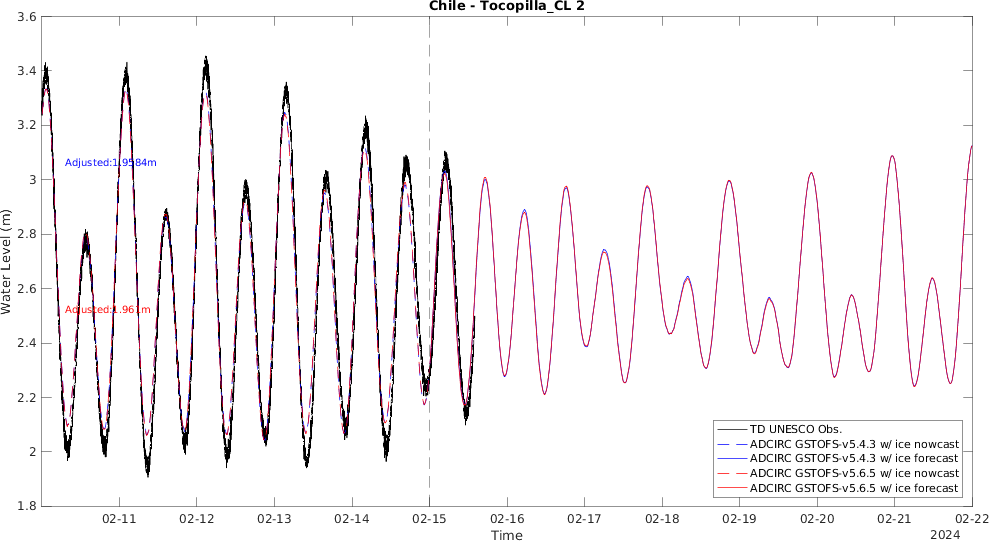 Chile - Tocopilla_CL 2
3.6
3.4
3.2
3
2.8
2.6
2.4
2.2
2
1.8
Water Level (m)
Adjusted:1.9584m
Adjusted:1.961m
TD UNESCO Obs.
ADCIRC GSTOFS-v5.4.3 w/ ice nowcast
ADCIRC GSTOFS-v5.4.3 w/ ice forecast
ADCIRC GSTOFS-v5.6.5 w/ ice nowcast
ADCIRC GSTOFS-v5.6.5 w/ ice forecast
02-11 02-12 02-13 02-14 02-15 02-16 02-17 02-18 02-19 02-20 02-21 02-22
Time
2024